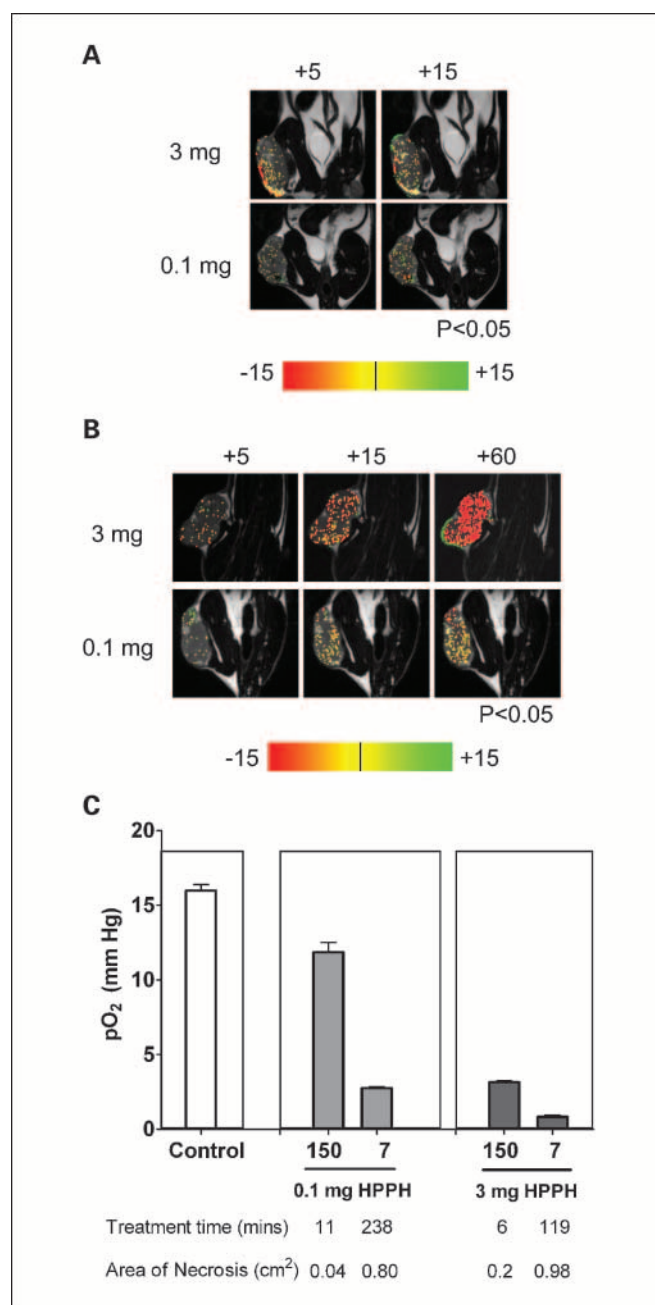 A
+5 +15
3 mg
0.1 mg
P<0.05
-15 +15
B
+5 +15 +60
3 mg
0.1 mg
P<0.05
-15 +15
C
20
15
10
5
0
pO2 (mm Hg)
Control 150 7 150 7
0.1 mg HPPH 3 mg HPPH
Treatment time (mins) 11 238 6 119
Area of Necrosis (cm2) 0.04 0.80 0.2 0.98